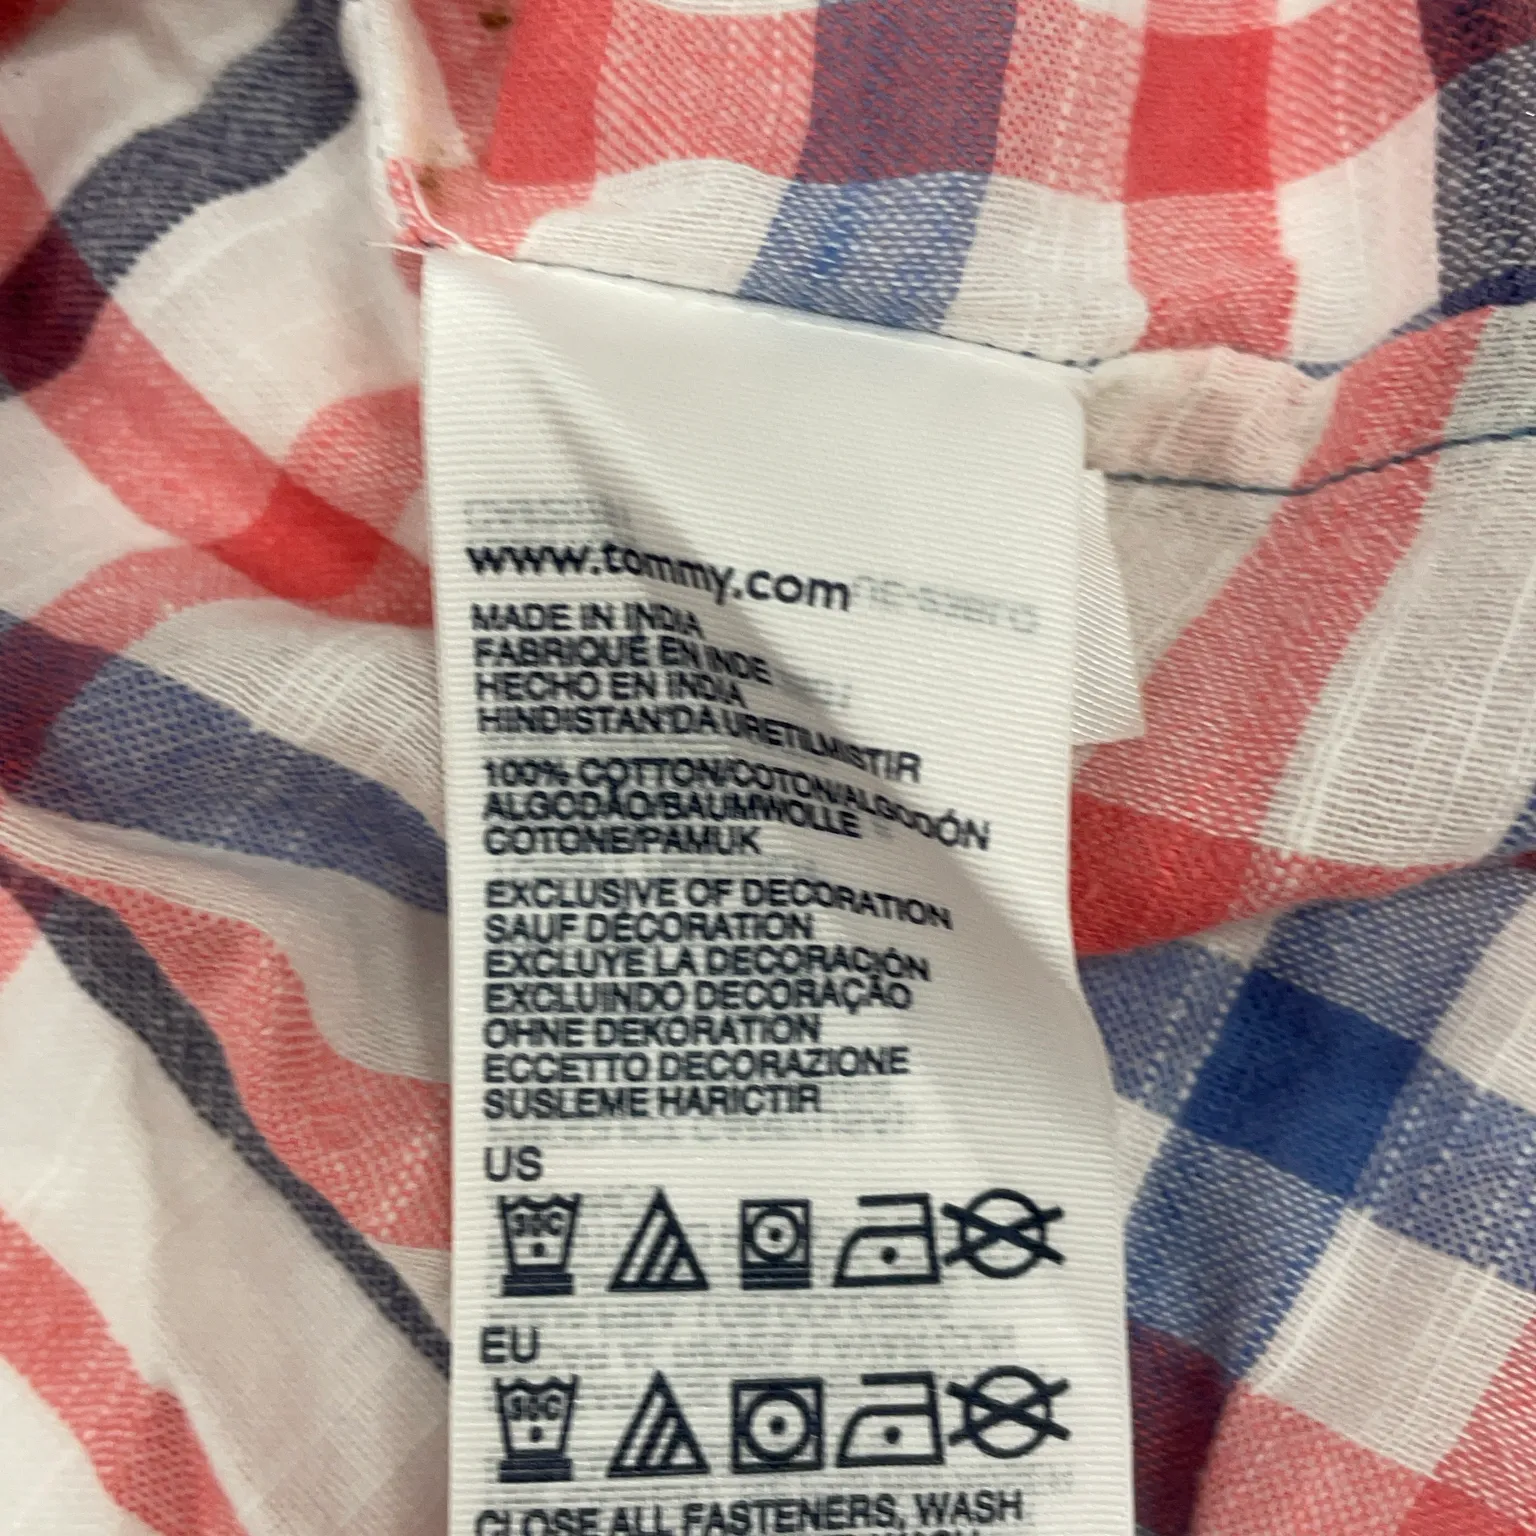 www.tommy.com
MADE IN INDIA
FABRIQUÉ EN INDE
HECHO EN INDIA
HINDISTAN'DA URETILMISTIR
100% COTTON/COTON/ALGODÓN
ALGODÃO/BAUMWOLLE
COTONE/PAMUK
EXCLUSIVE OF DECORATION
SAUF DÉCORATION
EXCLUYE LA DECORACIÓN
EXCLUINDO DECORAÇÃO
OHNE DEKORATION
ECCETTO DECORAZIONE
SUSLEME HARICTIR
US
30C
EU
30C
CLOSE ALL FASTENERS, WASH